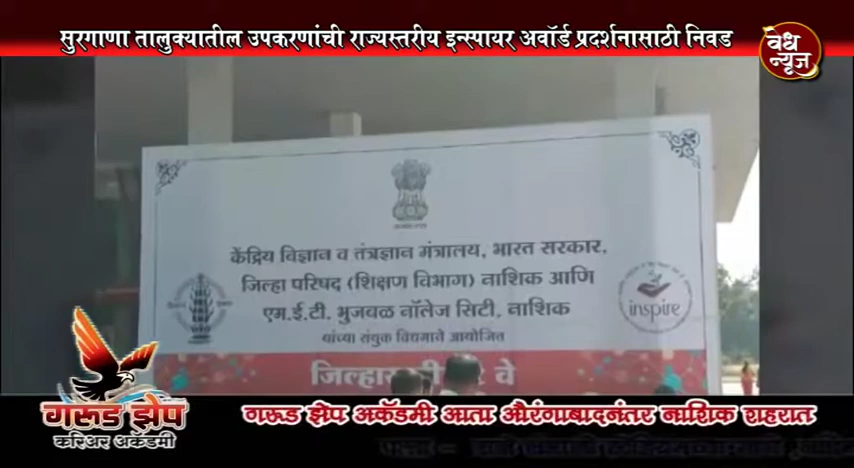 सुरगाणा तालुक्यातील उपकरणांची राज्यस्तरीय इन्स्पायर अवॉर्ड प्रदर्शनासाठी निवड
वेध
न्यूज
केंद्रिय विज्ञान व तंत्रज्ञान मंत्रालय, भारत सरकार,
जिल्हा परिषद (शिक्षण विभाग) नाशिक आणि
एम.ई.टी. भुजबळ नॉलेज सिटी, नाशिक
यांच्या संयुक्त विद्यमाने आयोजित
inspire
गरूड झेप
करिअर अकॅडमी
गरूड झेप अकॅडमी आता औरंगाबादनंतर नाशिक शहरात